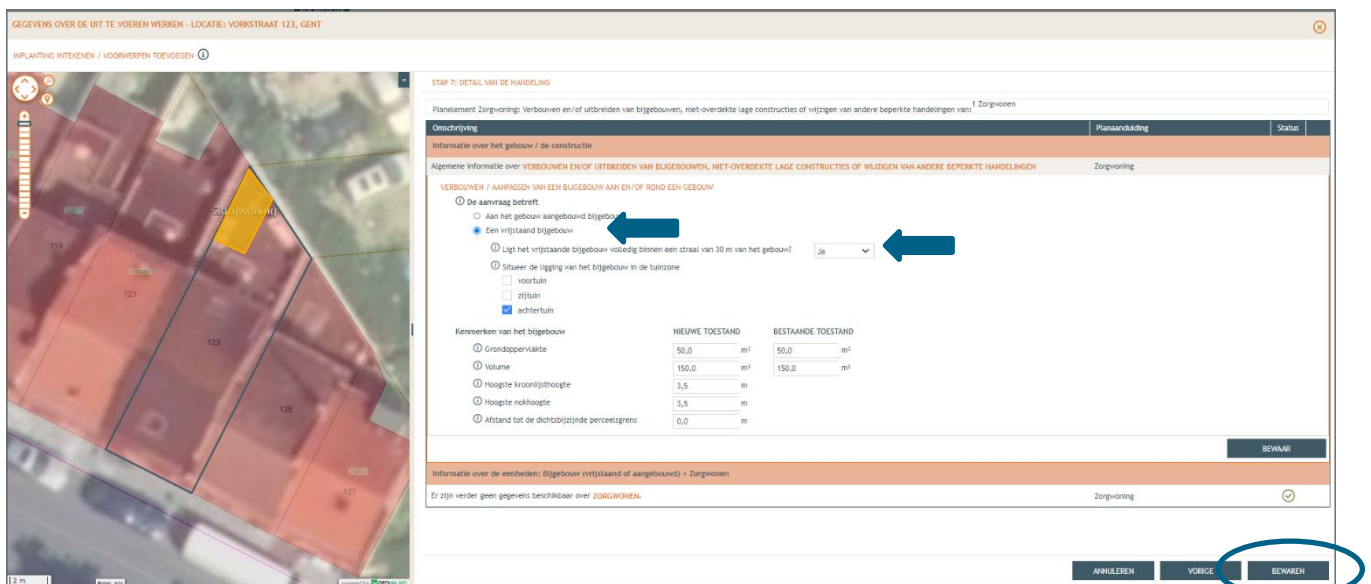 GEGEVENS OVER DE UIT TE VOEREN WERKEN - LOCATIE: VORKSTRAAT 123, GENT
INPLANTING INTEKENEN / VOORWERPEN TOEVOEGEN
Zorgwoning
119
121
123
125
127
2 m
STAP 7: DETAIL VAN DE HANDELING
Planelement Zorgwoning: Verbouwen en/of uitbreiden van bijgebouwen, niet-overdekte lage constructies of wijzigen van andere beperkte handelingen van: 1 Zorgwonen
Omschrijving Planaanduiding Status
Informatie over het gebouw / de constructie
Algemene informatie over VERBOUWEN EN/OF UITBREIDEN VAN BIJGEBOUWEN, NIET-OVERDEKTE LAGE CONSTRUCTIES OF WIJZIGEN VAN ANDERE BEPERKTE HANDELINGEN Zorgwoning
VERBOUWEN / AANPASSEN VAN EEN BIJGEBOUW AAN EN/OF ROND EEN GEBOUW
De aanvraag betreft
Aan het gebouw aangebouwd
Een vrijstaand bijgebouw
Ligt het vrijstaande bijgebouw volledig binnen een straal van 30 m van het gebouw? Ja
Situeer de ligging van het bijgebouw in de tuinzone
voortuin
zijtuin
achtertuin
Kenmerken van het bijgebouw NIEUWE TOESTAND BESTAANDE TOESTAND
Grondoppervlakte 50,0 m² 50,0 m²
Volume 150,0 m³ 150,0 m³
Hoogste kroonlijsthoogte 3,5 m
Hoogste nokhoogte 3,5 m
Afstand tot de dichtsbijzijnde perceelsgrens 0,0 m
BEWAAR
Informatie over de eenheden: Bijgebouw (vrijstaand of aangebouwd) > Zorgwonen
Er zijn verder geen gegevens beschikbaar over ZORGWONEN. Zorgwoning
ANNULEREN VORIGE BEWAREN